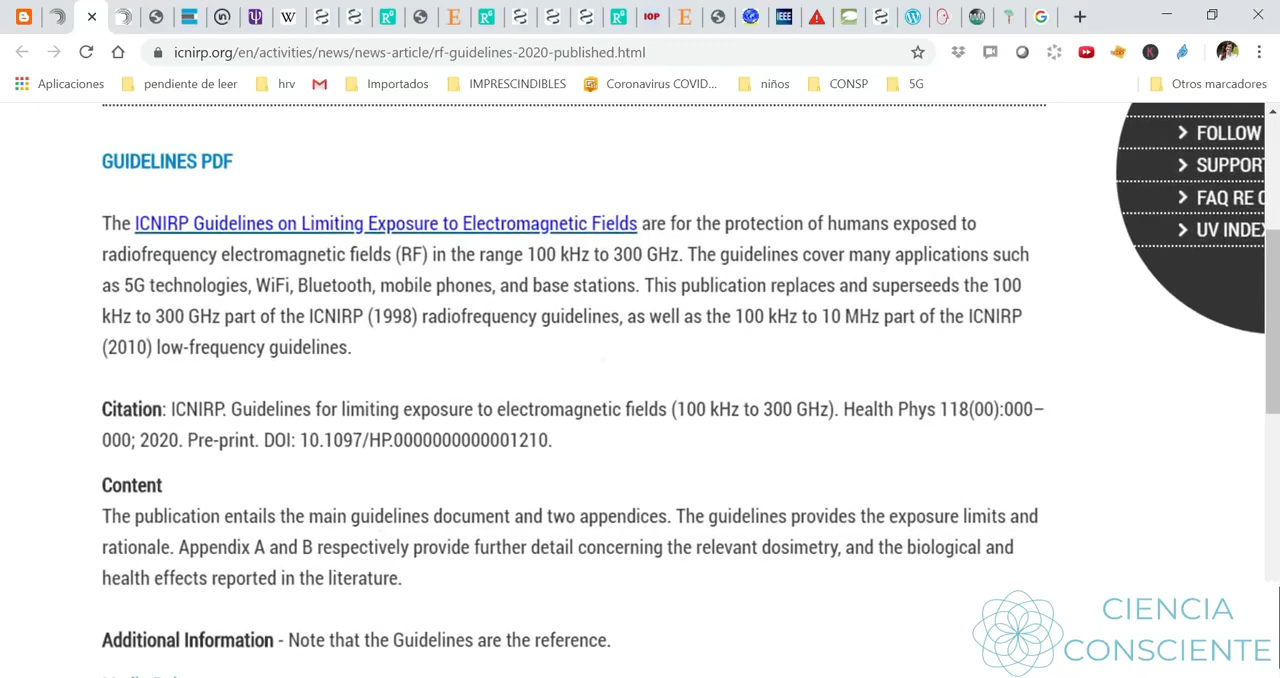 IOP
IEEE
icnirp.org/en/activities/news/news-article/rf-guidelines-2020-published.html
Aplicaciones
pendiente de leer
hrv
Importados
IMPRESCINDIBLES
Coronavirus COVID...
niños
CONSP
5G
Otros marcadores
FOLLOW
SUPPORT
FAQ RE
UV INDEX
GUIDELINES PDF
The ICNIRP Guidelines on Limiting Exposure to Electromagnetic Fields are for the protection of humans exposed to
radiofrequency electromagnetic fields (RF) in the range 100 kHz to 300 GHz. The guidelines cover many applications such
as 5G technologies, WiFi, Bluetooth, mobile phones, and base stations. This publication replaces and superseeds the 100
kHz to 300 GHz part of the ICNIRP (1998) radiofrequency guidelines, as well as the 100 kHz to 10 MHz part of the ICNIRP
(2010) low-frequency guidelines.
Citation: ICNIRP. Guidelines for limiting exposure to electromagnetic fields (100 kHz to 300 GHz). Health Phys 118(00):000–
000; 2020. Pre-print. DOI: 10.1097/HP.0000000000001210.
Content
The publication entails the main guidelines document and two appendices. The guidelines provides the exposure limits and
rationale. Appendix A and B respectively provide further detail concerning the relevant dosimetry, and the biological and
health effects reported in the literature.
Additional Information - Note that the Guidelines are the reference.
CIENCIA
CONSCIENTE